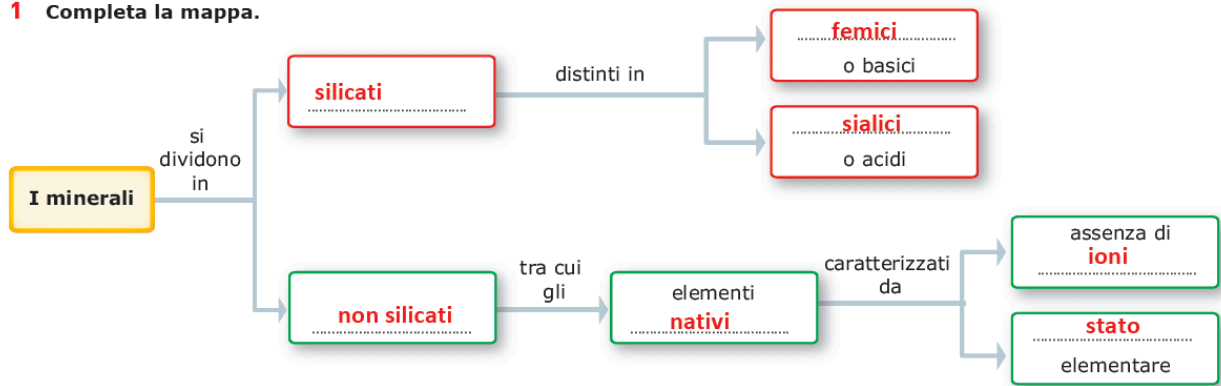 1 Completa la mappa.
I minerali
si
dividono
in
silicati
distinti in
femici
o basici
sialici
o acidi
non silicati
tra cui
gli
elementi
nativi
caratterizzati
da
assenza di
ioni
stato
elementare